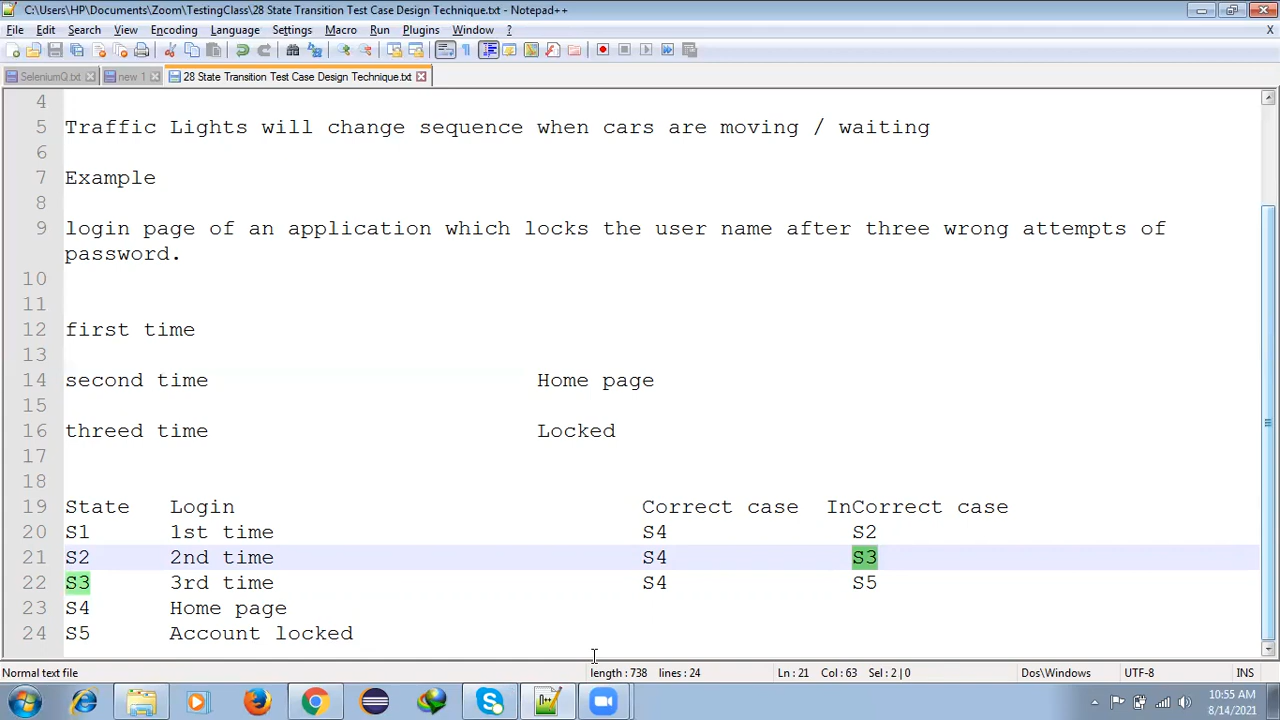 C:\Users\HP\Documents\Zoom\TestingClass\28 State Transition Test Case Design Technique.txt - Notepad++
File Edit Search View Encoding Language Settings Macro Run Plugins Window ? X
SeleniumQ.txt new 1 28 State Transition Test Case Design Technique.txt
4
5 Traffic Lights will change sequence when cars are moving / waiting
6
7 Example
8
9 login page of an application which locks the user name after three wrong attempts of
password.
10
11
12 first time
13
14 second time Home page
15
16 threed time Locked
17
18
19 State Login Correct case InCorrect case
20 S1 1st time S4 S2
21 S2 2nd time S4 S3
22 S3 3rd time S4 S5
23 S4 Home page
24 S5 Account locked
Normal text file length : 738 lines : 24 Ln : 21 Col : 63 Sel : 2 | 0 Dos\Windows UTF-8 INS
10:55 AM
8/14/2021